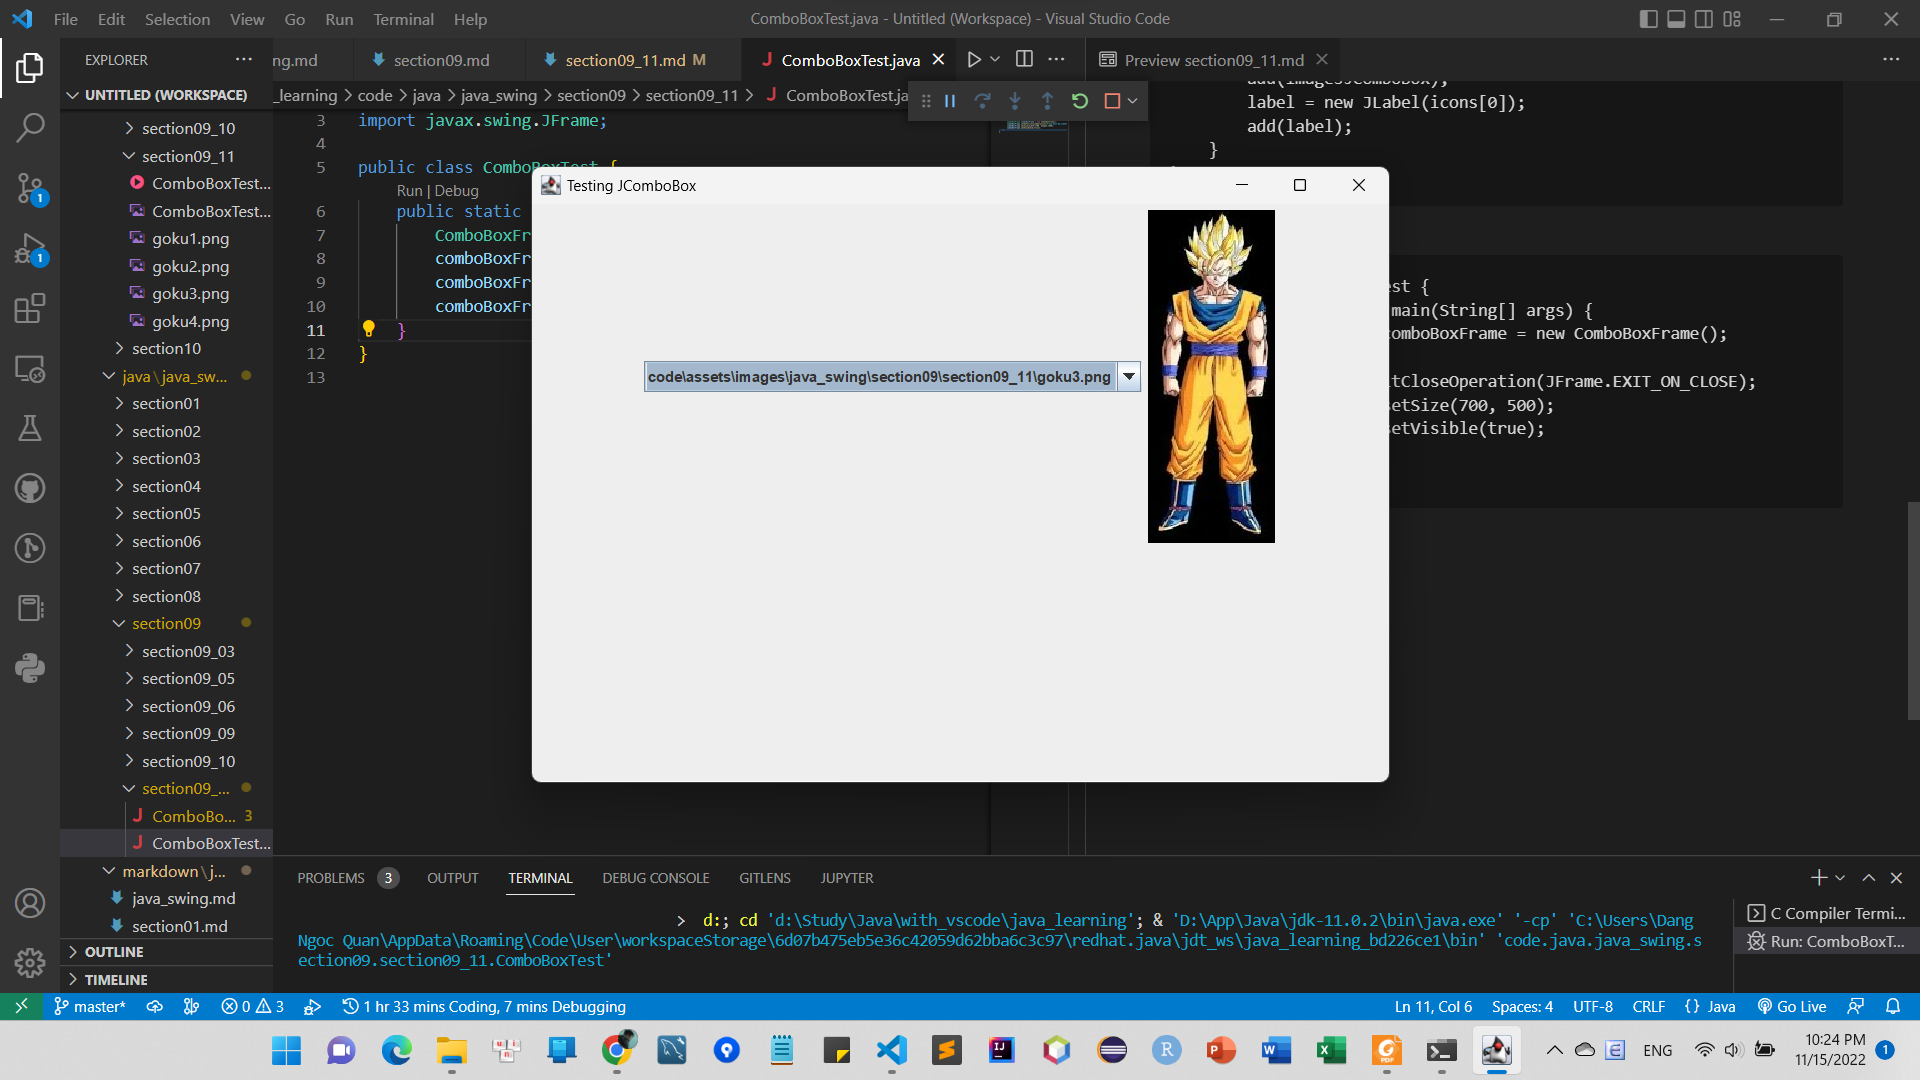 File Edit Selection View Go Run Terminal Help
ComboBoxTest.java - Untitled (Workspace) - Visual Studio Code
EXPLORER
ng.md
section09.md
section09_11.md M
ComboBoxTest.java
Preview section09_11.md
UNTITLED (WORKSPACE)
_learning > code > java > java_swing > section09 > section09_11 > ComboBoxTest.ja
section09_10
section09_11
ComboBoxTest...
ComboBoxTest...
goku1.png
goku2.png
goku3.png
goku4.png
section10
java\java_sw...
section01
section02
section03
section04
section05
section06
section07
section08
section09
section09_03
section09_05
section09_06
section09_09
section09_10
section09_...
ComboBo... 3
ComboBoxTest...
markdown\j...
java_swing.md
section01.md
OUTLINE
TIMELINE
1
1
3 import javax.swing.JFrame;
4
5 public class ComboBoxTest {
Run | Debug
6 public static
7 ComboBoxFr
8 comboBoxFr
9 comboBoxFr
10 comboBoxFr
11 }
12 }
13
Testing JComboBox
code\assets\images\java_swing\section09\section09_11\goku3.png
add(imagesJComboBox);
label = new JLabel(icons[0]);
add(label);
}
est {
main(String[] args) {
comboBoxFrame = new ComboBoxFrame();
tCloseOperation(JFrame.EXIT_ON_CLOSE);
setSize(700, 500);
setVisible(true);
PROBLEMS 3 OUTPUT TERMINAL DEBUG CONSOLE GITLENS JUPYTER
> d:; cd 'd:\Study\Java\with_vscode\java_learning'; & 'D:\App\Java\jdk-11.0.2\bin\java.exe' '-cp' 'C:\Users\Dang
Ngoc Quan\AppData\Roaming\Code\User\workspaceStorage\6d07b475eb5e36c42059d62bba6c3c97\redhat.java\jdt_ws\java_learning_bd226ce1\bin' 'code.java.java_swing.s
ection09.section09_11.ComboBoxTest'
C Compiler Termi...
Run: ComboBoxT...
master* 0 3 1 hr 33 mins Coding, 7 mins Debugging
Ln 11, Col 6 Spaces: 4 UTF-8 CRLF {} Java Go Live
ENG
10:24 PM
11/15/2022
1